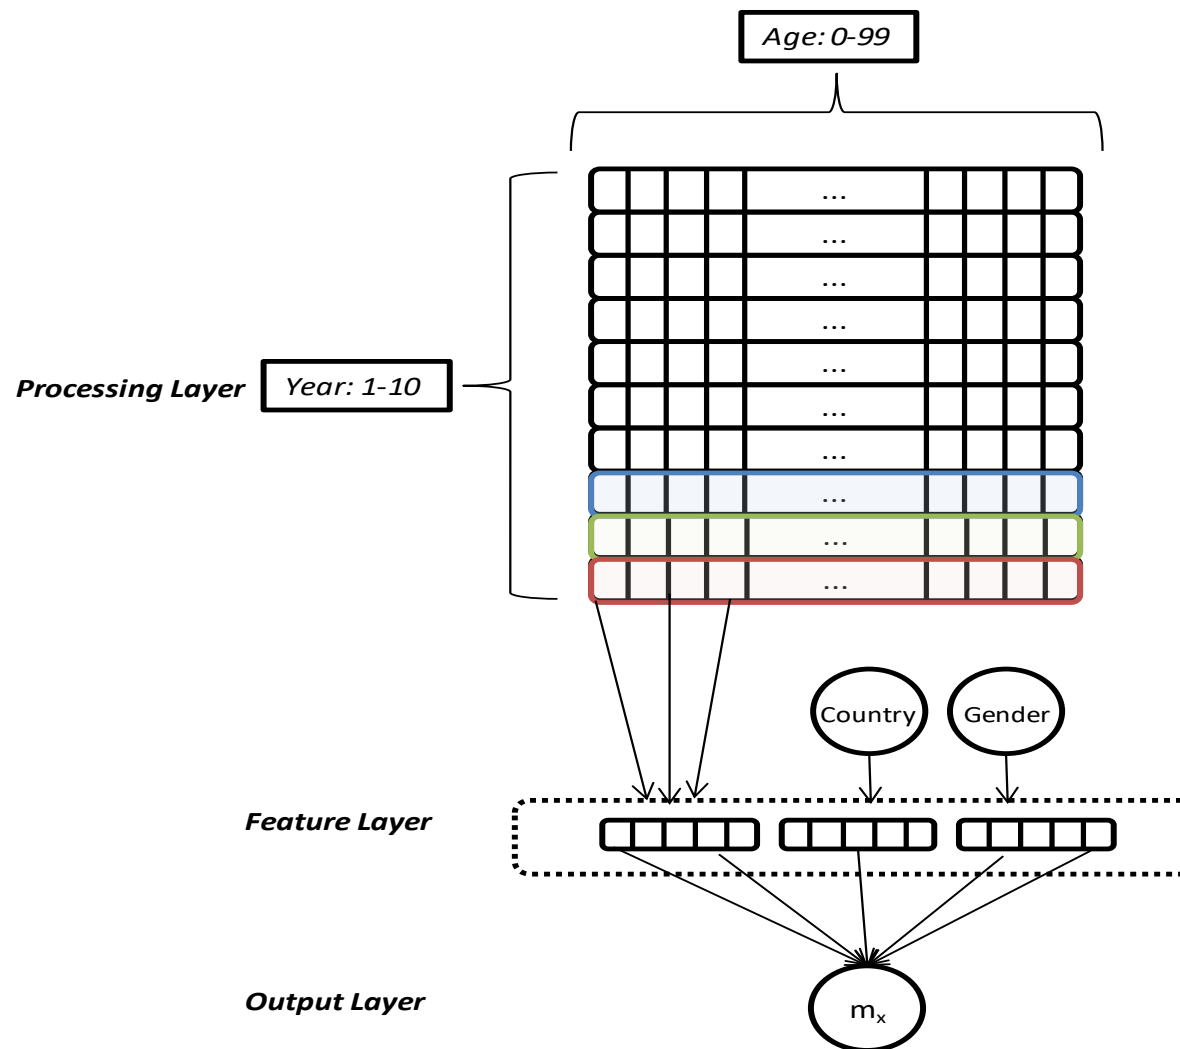 Age: 0-99
...
...
...
...
...
Processing Layer
Year: 1-10
...
...
...
...
...
Country
Gender
Feature Layer
Output Layer
mₓ